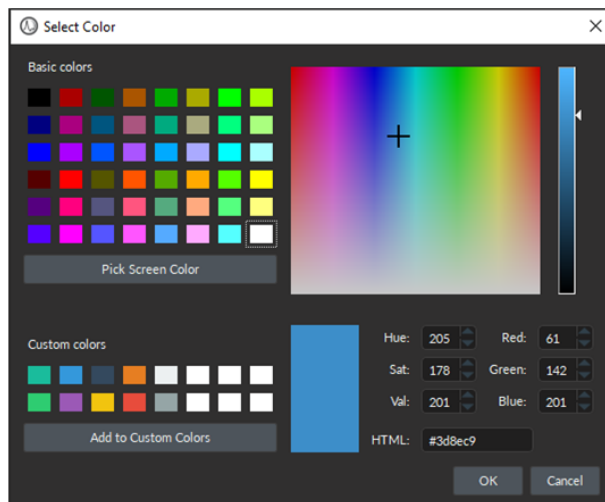 Select Color
Basic colors
Pick Screen Color
Custom colors
Add to Custom Colors
Hue: 205 Red: 61
Sat: 178 Green: 142
Val: 201 Blue: 201
HTML: #3d8ec9
OK Cancel